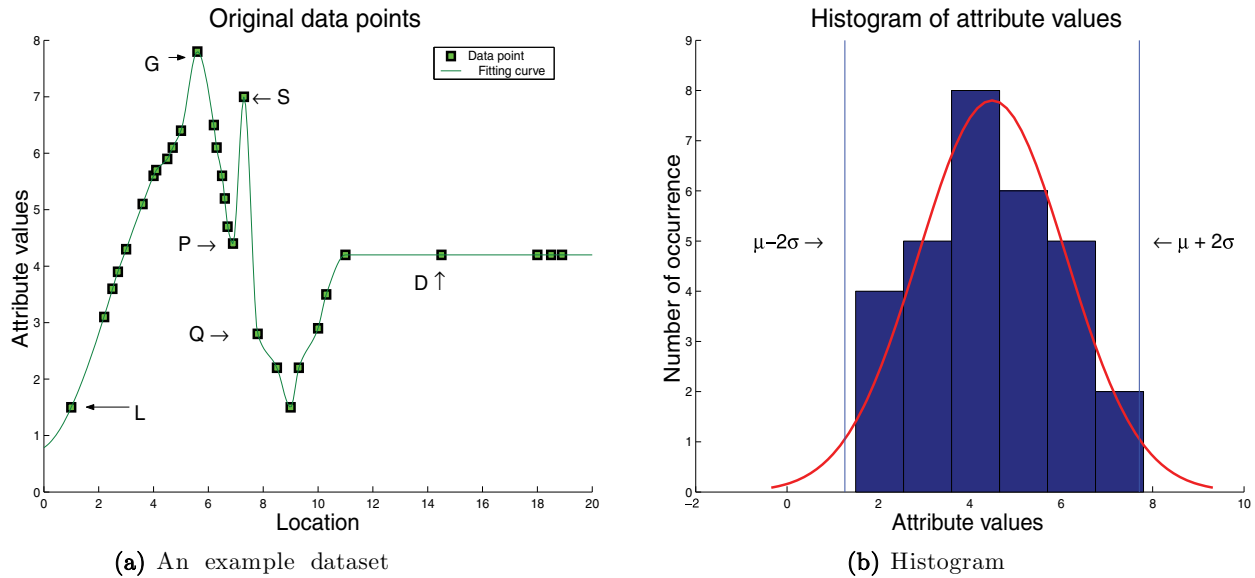 Original data points
Attribute values
8
7
6
5
4
3
2
1
0
0 2 4 6 8 10 12 14 16 18 20
Location
Data point
Fitting curve
G →
← S
P →
D ↑
Q →
← L
(a) An example dataset
Histogram of attribute values
Number of occurrence
9
8
7
6
5
4
3
2
1
0
−2 0 2 4 6 8 10
Attribute values
μ−2σ →
← μ + 2σ
(b) Histogram